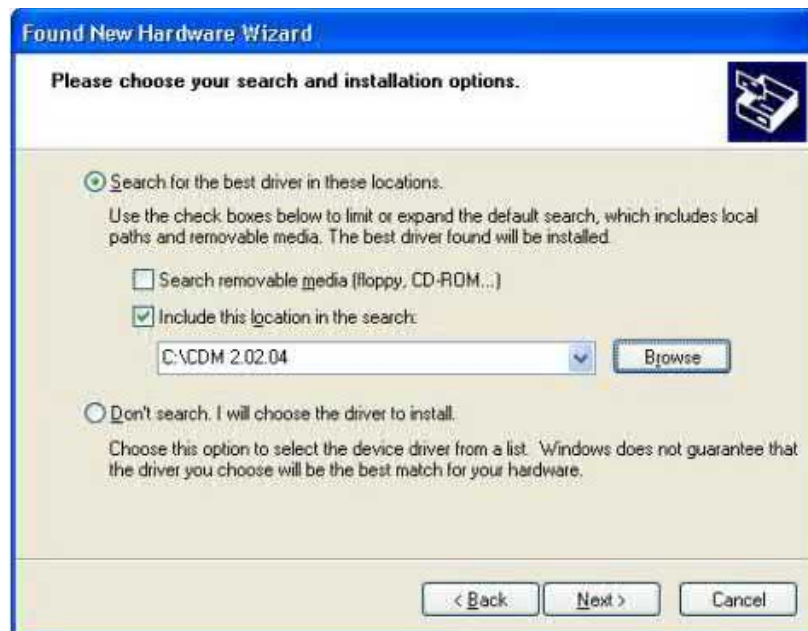 Found New Hardware Wizard
Please choose your search and installation options.
Search for the best driver in these locations.
Use the check boxes below to limit or expand the default search, which includes local
paths and removable media. The best driver found will be installed.
Search removable media (floppy, CD-ROM...)
Include this location in the search:
C:\CDM 2.02.04
Browse
Don't search. I will choose the driver to install.
Choose this option to select the device driver from a list. Windows does not guarantee that
the driver you choose will be the best match for your hardware.
< Back
Next >
Cancel